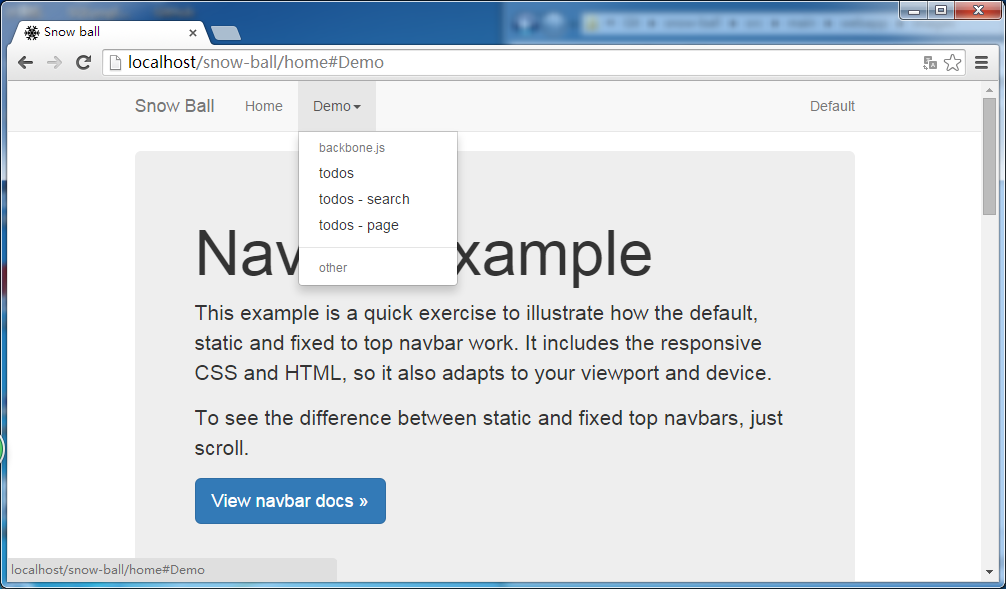 Snow ball
localhost/snow-ball/home#Demo
Snow Ball Home Demo Default
backbone.js
todos
todos - search
todos - page
other
Nav xample
This example is a quick exercise to illustrate how the default,
static and fixed to top navbar work. It includes the responsive
CSS and HTML, so it also adapts to your viewport and device.
To see the difference between static and fixed top navbars, just
scroll.
View navbar docs »
localhost/snow-ball/home#Demo